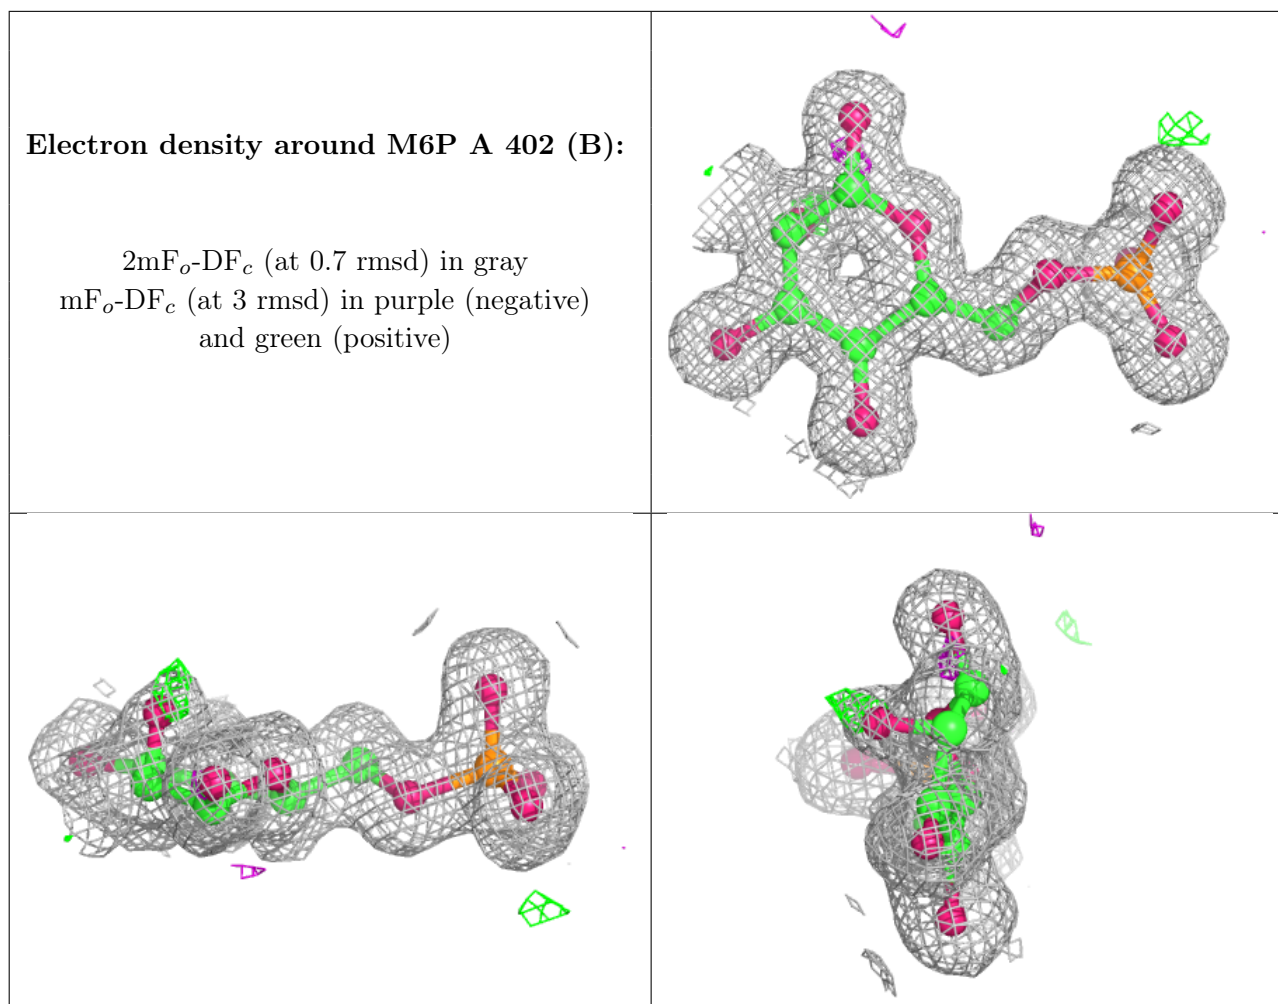 Electron density around M6P A 402 (B):
2mFo-DFc (at 0.7 rmsd) in gray
mFo-DFc (at 3 rmsd) in purple (negative)
and green (positive)